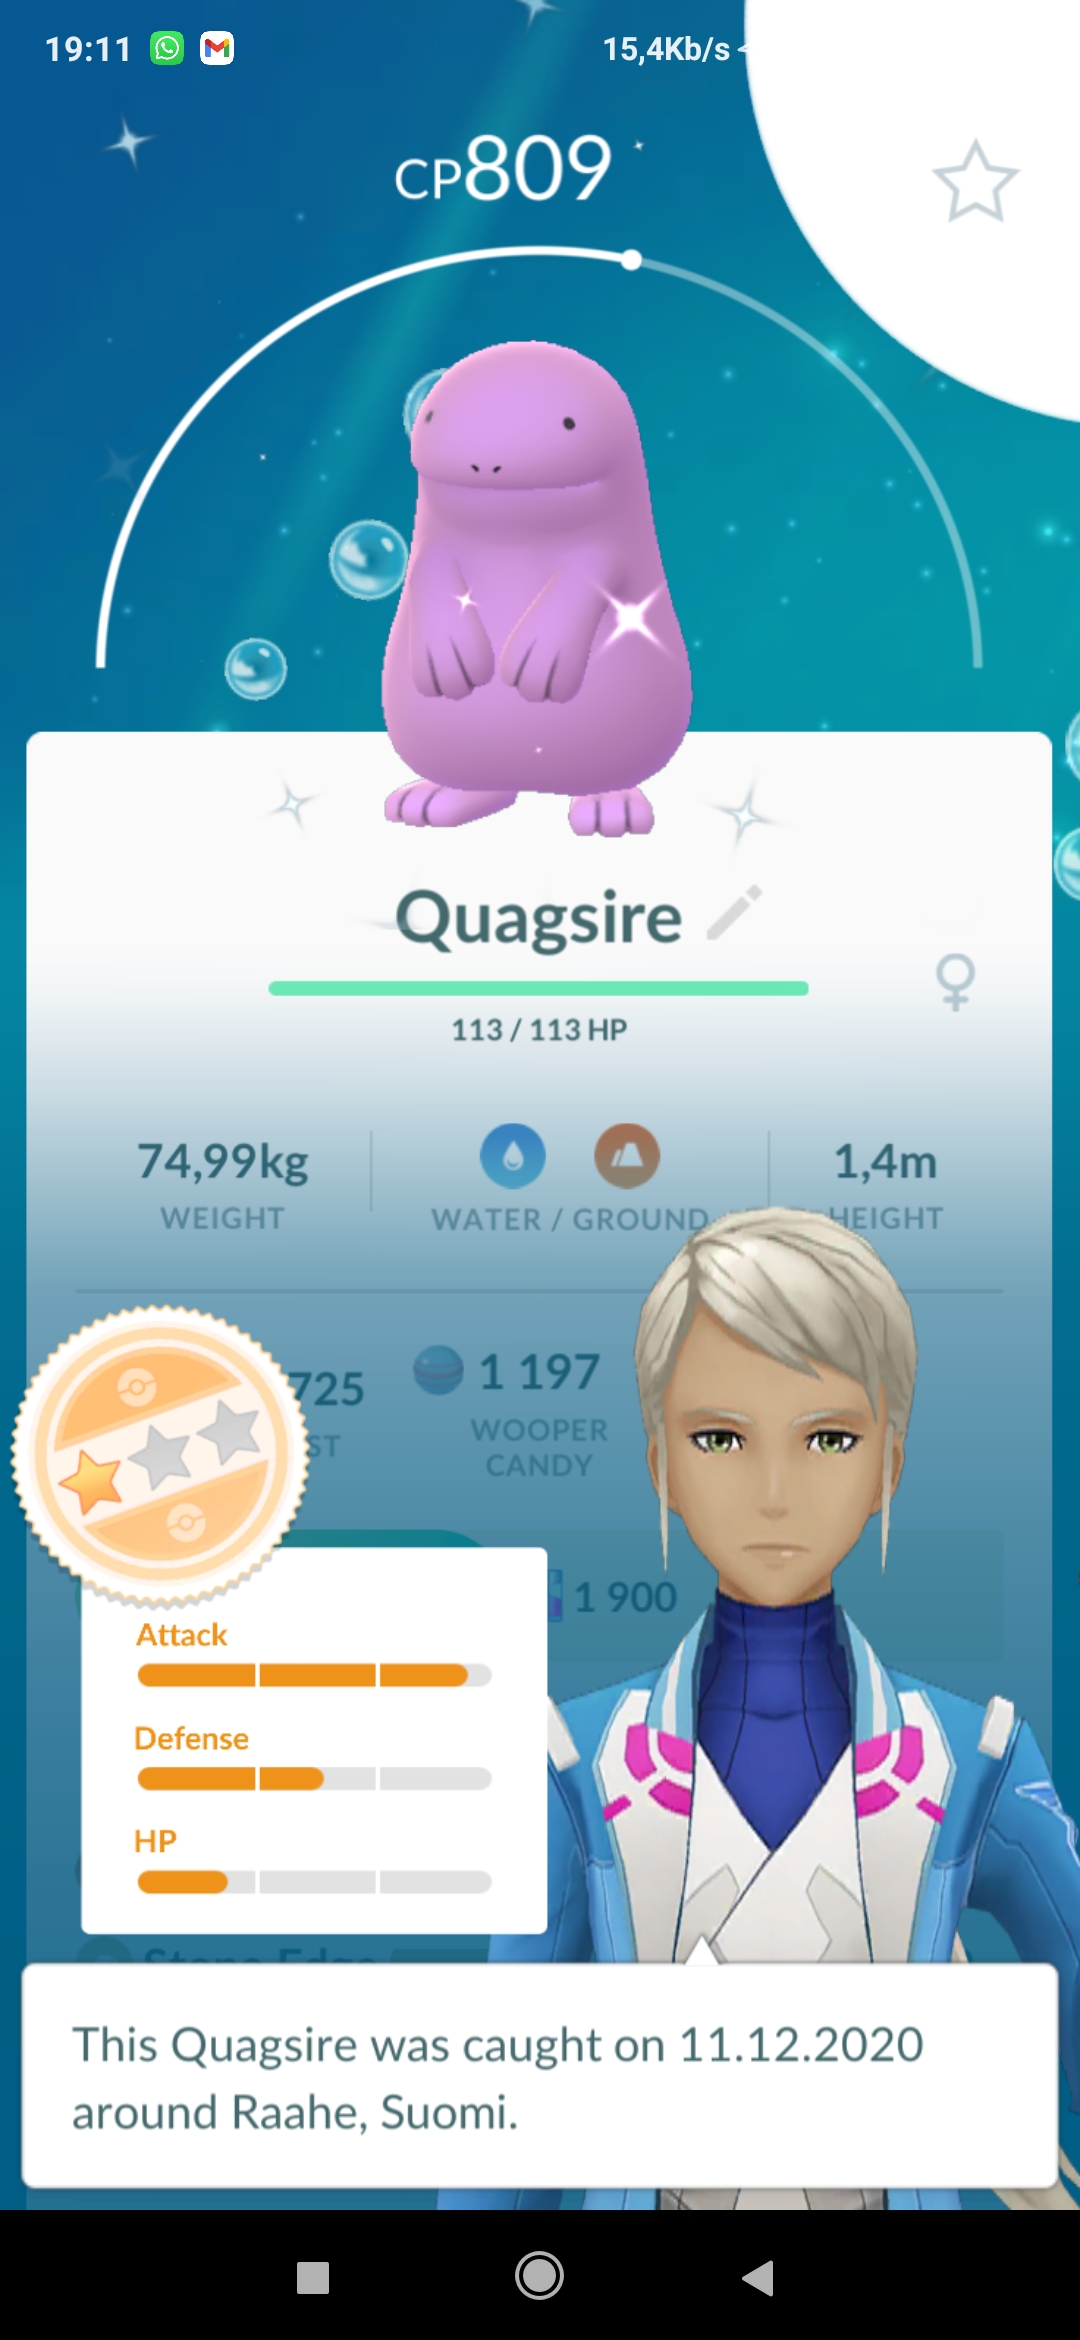 19:11
15,4Kb/s
CP809
Quagsire
113 / 113 HP
74,99kg
WEIGHT
WATER / GROUND
1,4m
HEIGHT
725
ST
1 197
WOOPER
CANDY
1 900
Attack
Defense
HP
Stone Edge
This Quagsire was caught on 11.12.2020
around Raahe, Suomi.